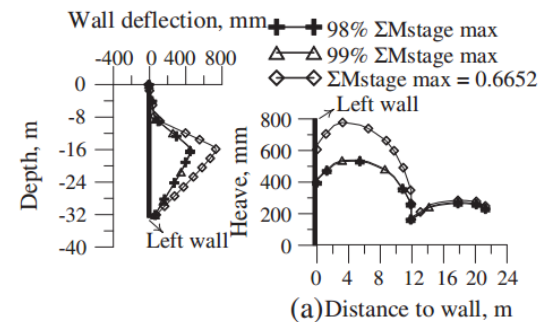 Wall deflection, mm
98% ΣMstage max
99% ΣMstage max
ΣMstage max = 0.6652
-400 0 400 800
0
-8
-16
-24
-32
-40
Depth, m
Left wall
Left wall
800
600
400
200
0
Heave, mm
0 4 8 12 16 20 24
(a)Distance to wall, m